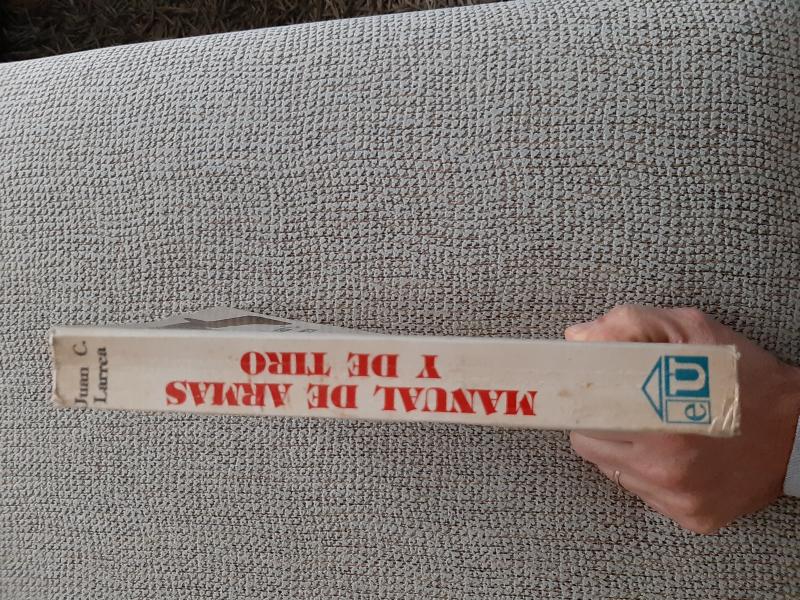 Juan C.
Larrea
MANUAL DE ARMAS
Y DE TIRO
eU